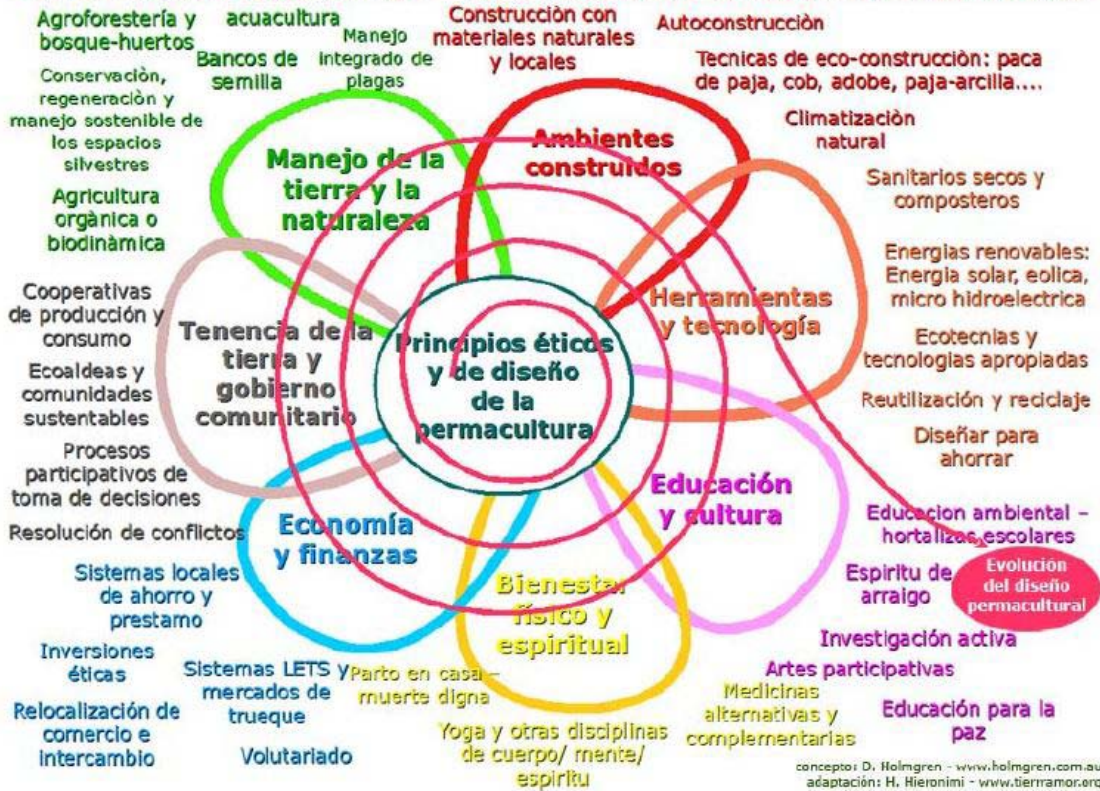 Agroforestería y
bosque-huertos
acuacultura
Bancos de
semilla
Manejo
integrado de
plagas
Conservaciòn,
regeneraciòn y
manejo sostenible de
los espacios
silvestres
Agricultura
orgànica o
biodinàmica
Manejo de la
tierra y la
naturaleza
Construcciòn con
materiales naturales
y locales
Autoconstrucciòn
Tecnicas de eco-construcciòn: paca
de paja, cob, adobe, paja-arcilla....
Climatizaciòn
natural
Ambientes
construidos
Sanitarios secos y
composteros
Energias renovables:
Energia solar, eolica,
micro hidroelectrica
Ecotecnias y
tecnologias apropiadas
Reutilización y reciclaje
Diseñar para
ahorrar
Herramientas
y tecnología
Principios éticos
y de diseño
de la
permacultura
Cooperativas
de producción y
consumo
Ecoaldeas y
comunidades
sustentables
Procesos
participativos de
toma de decisiones
Resolución de conflictos
Tenencia de la
tierra y
gobierno
comunitario
Educación
y cultura
Educacion ambiental –
hortalizas escolares
Espiritu de
arraigo
Evolución
del diseño
permacultural
Investigación activa
Artes participativas
Educación para la
paz
Economía
y finanzas
Sistemas locales
de ahorro y
prestamo
Inversiones
éticas
Sistemas LETS y
mercados de
trueque
Relocalización de
comercio e
intercambio
Volutariado
Bienestar
físico y
espiritual
Parto en casa –
muerte digna
Yoga y otras disciplinas
de cuerpo/ mente/
espiritu
Medicinas
alternativas y
complementarias
concepto: D. Holmgren - www.holmgren.com.au
adaptación: H. Hieronimi - www.tierramor.org